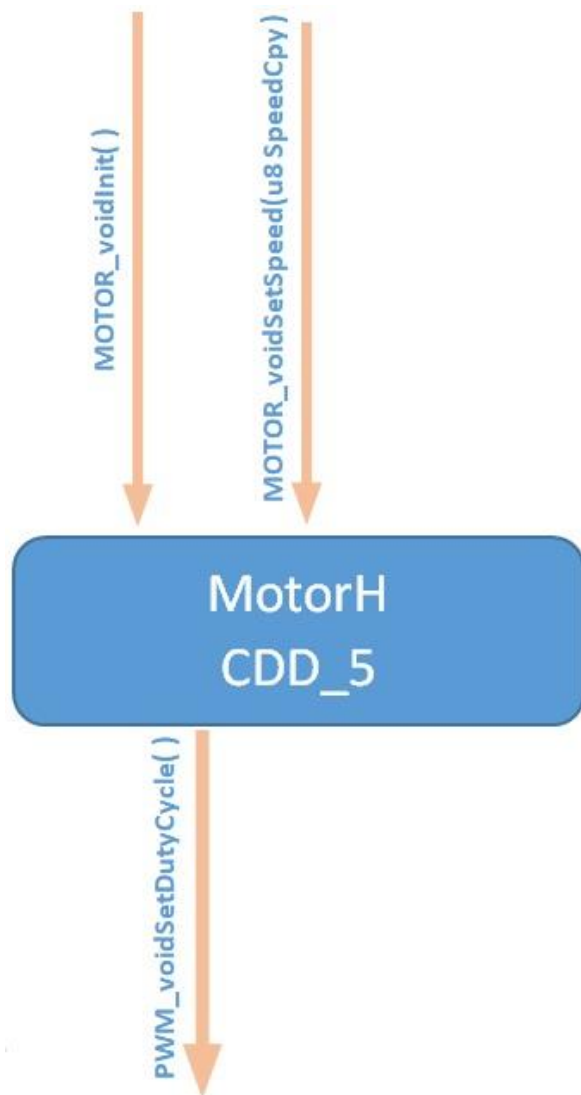 MOTOR_voidInit( )
MOTOR_voidSetSpeed(u8 SpeedCpy)
MotorH
CDD_5
PWM_voidSetDutyCycle( )